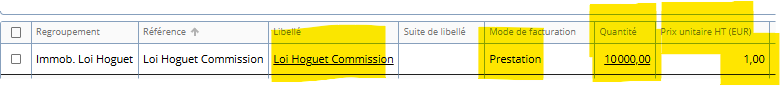 Regroupement Référence ↑ Libellé Suite de libellé Mode de facturation Quantité Prix unitaire HT (EUR)
Immob. Loi Hoguet Loi Hoguet Commission Loi Hoguet Commission Prestation 10000,00 1,00